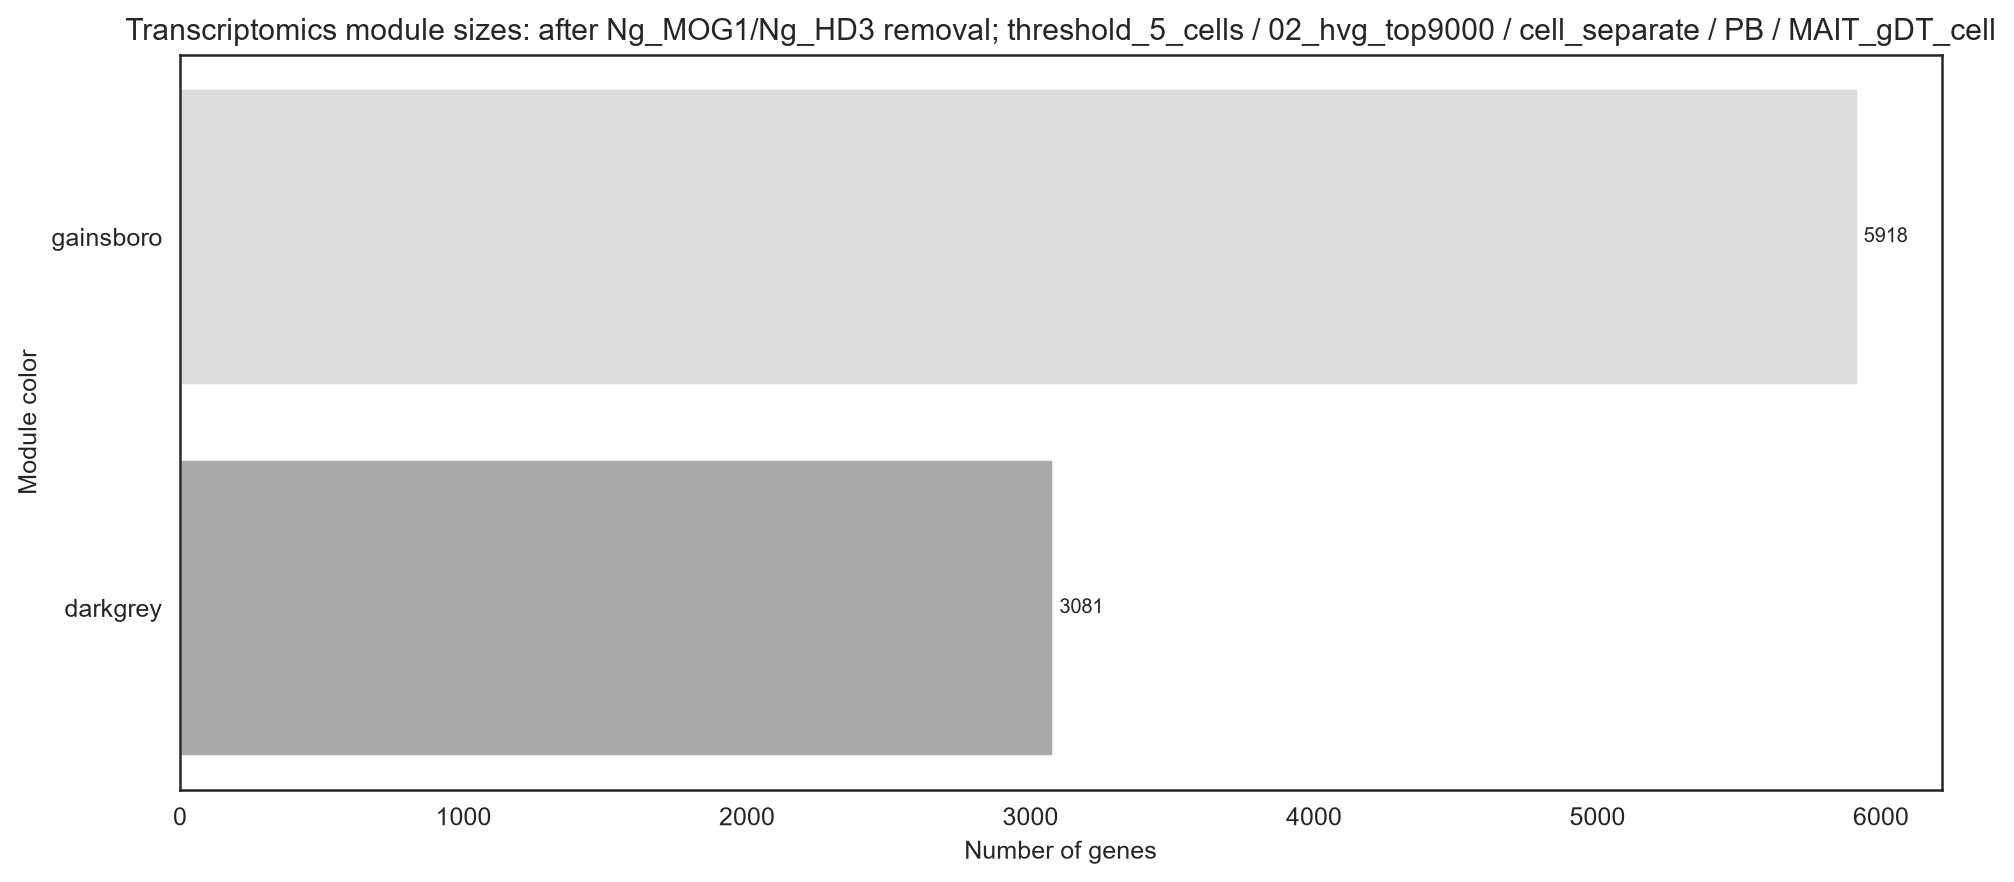 Transcriptomics module sizes: after Ng_MOG1/Ng_HD3 removal; threshold_5_cells / 02_hvg_top9000 / cell_separate / PB / MAIT_gDT_cell
gainsboro
5918
Module color
darkgrey
3081
0 1000 2000 3000 4000 5000 6000
Number of genes